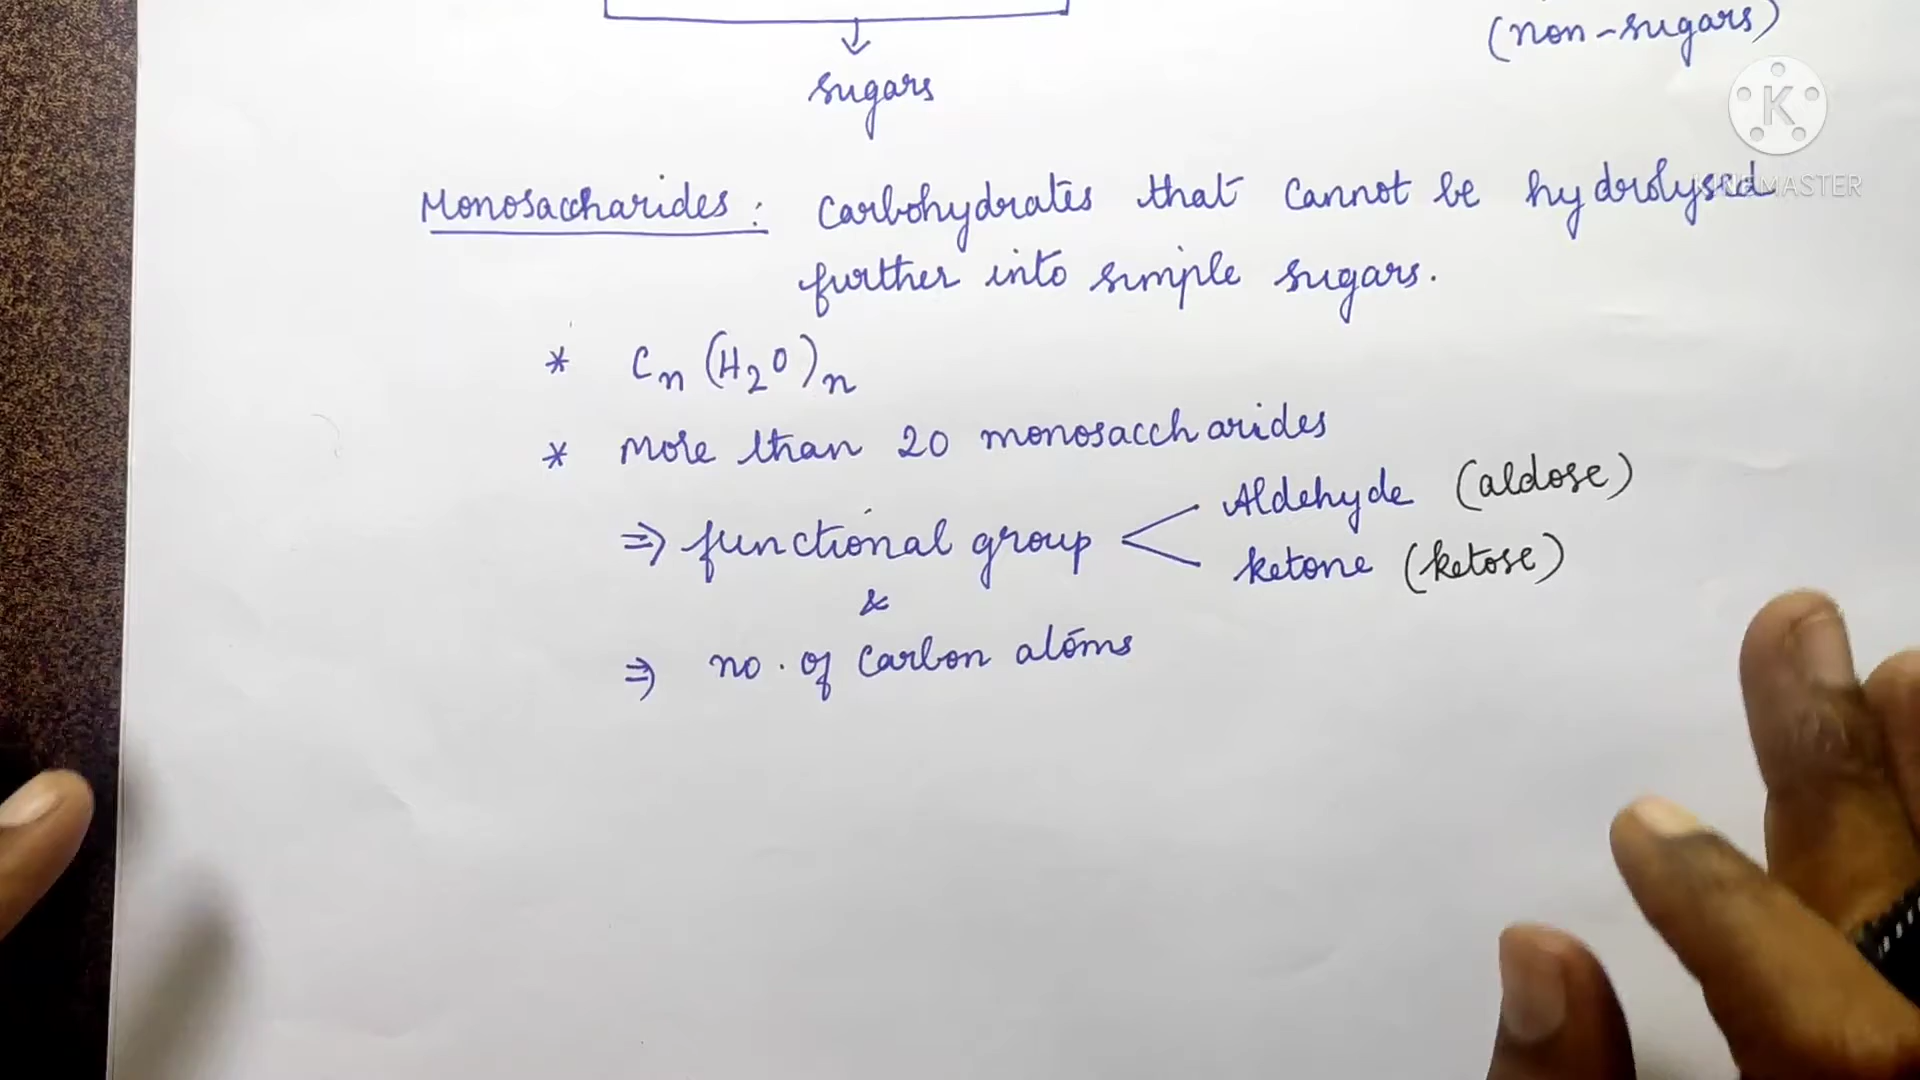 (non-sugars)
sugars
K
KINEMASTER
Monosaccharides : Carbohydrates that cannot be hydrolysed
further into simple sugars.
* Cn (H2O)n
* More than 20 monosaccharides
⇒ functional group < Aldehyde (aldose)
ketone (ketose)
&
⇒ no. of Carbon atoms